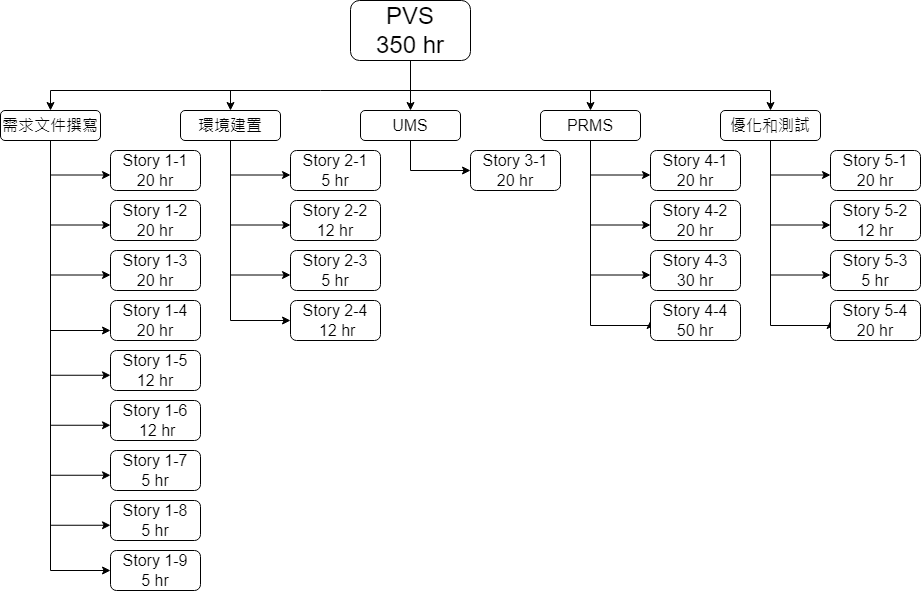 PVS
350 hr
需求文件撰寫
環境建置
UMS
PRMS
優化和測試
Story 1-1
20 hr
Story 1-2
20 hr
Story 1-3
20 hr
Story 1-4
20 hr
Story 1-5
12 hr
Story 1-6
12 hr
Story 1-7
5 hr
Story 1-8
5 hr
Story 1-9
5 hr
Story 2-1
5 hr
Story 2-2
12 hr
Story 2-3
5 hr
Story 2-4
12 hr
Story 3-1
20 hr
Story 4-1
20 hr
Story 4-2
20 hr
Story 4-3
30 hr
Story 4-4
50 hr
Story 5-1
20 hr
Story 5-2
12 hr
Story 5-3
5 hr
Story 5-4
20 hr